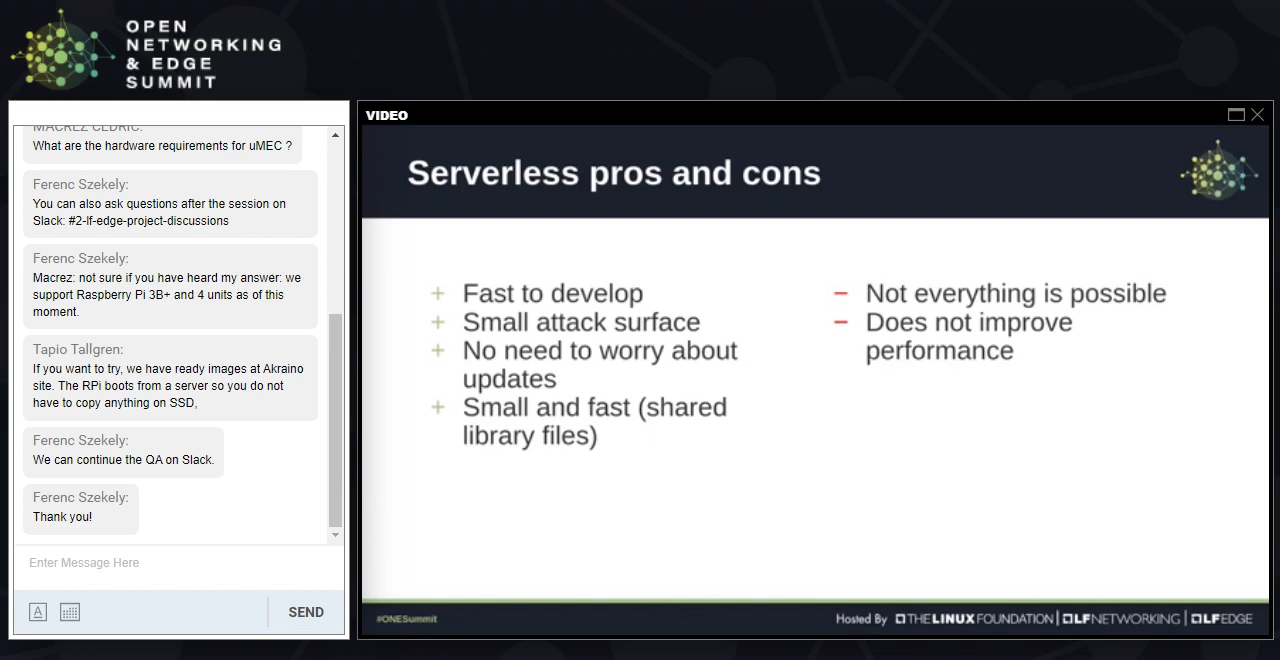 OPEN
NETWORKING
& EDGE
SUMMIT
MACREZ CEDRIC:
What are the hardware requirements for uMEC ?
Ferenc Szekely:
You can also ask questions after the session on
Slack: #2-lf-edge-project-discussions
Ferenc Szekely:
Macrez: not sure if you have heard my answer: we
support Raspberry Pi 3B+ and 4 units as of this
moment.
Tapio Tallgren:
If you want to try, we have ready images at Akraino
site. The RPi boots from a server so you do not
have to copy anything on SSD,
Ferenc Szekely:
We can continue the QA on Slack.
Ferenc Szekely:
Thank you!
Enter Message Here
A
SEND
VIDEO
Serverless pros and cons
+ Fast to develop
+ Small attack surface
+ No need to worry about
updates
+ Small and fast (shared
library files)
− Not everything is possible
− Does not improve
performance
#ONESummit
Hosted By THE LINUX FOUNDATION | LF NETWORKING | LF EDGE